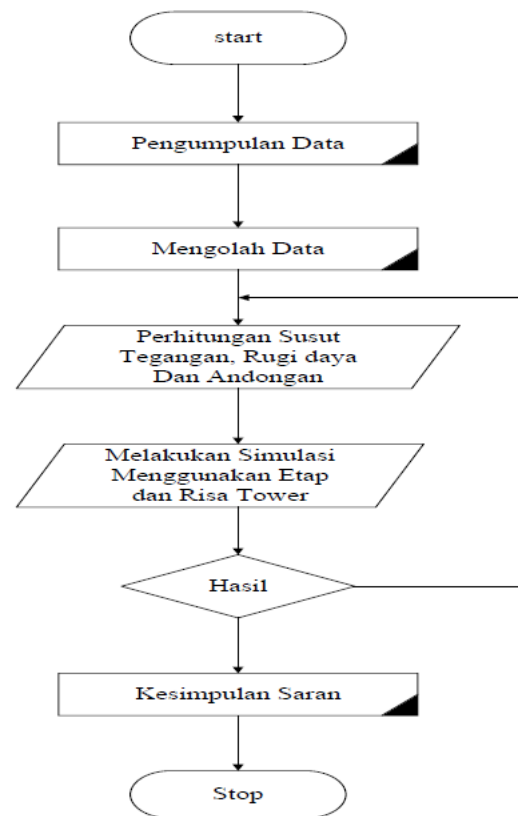 start
Pengumpulan Data
Mengolah Data
Perhitungan Susut
Tegangan, Rugi daya
Dan Andongan
Melakukan Simulasi
Menggunakan Etap
dan Risa Tower
Hasil
Kesimpulan Saran
Stop